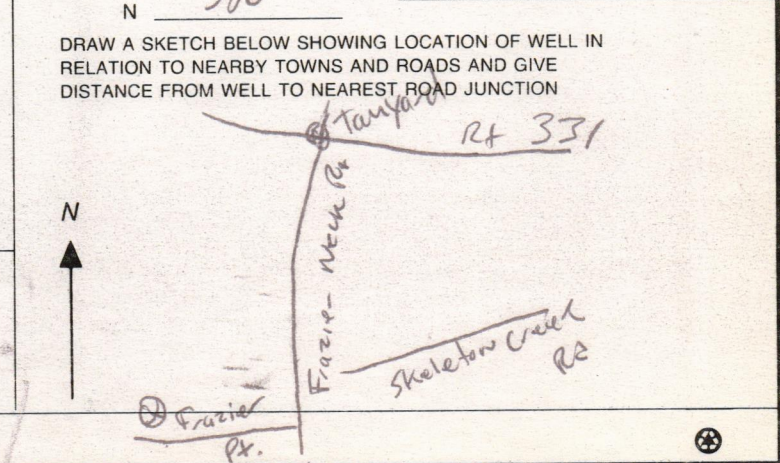 N
DRAW A SKETCH BELOW SHOWING LOCATION OF WELL IN
RELATION TO NEARBY TOWNS AND ROADS AND GIVE
DISTANCE FROM WELL TO NEAREST ROAD JUNCTION
Tanyard
Rt 331
N
Frazier Neck Rd
Skeleton Creek
Rd
Frazier
Pt.